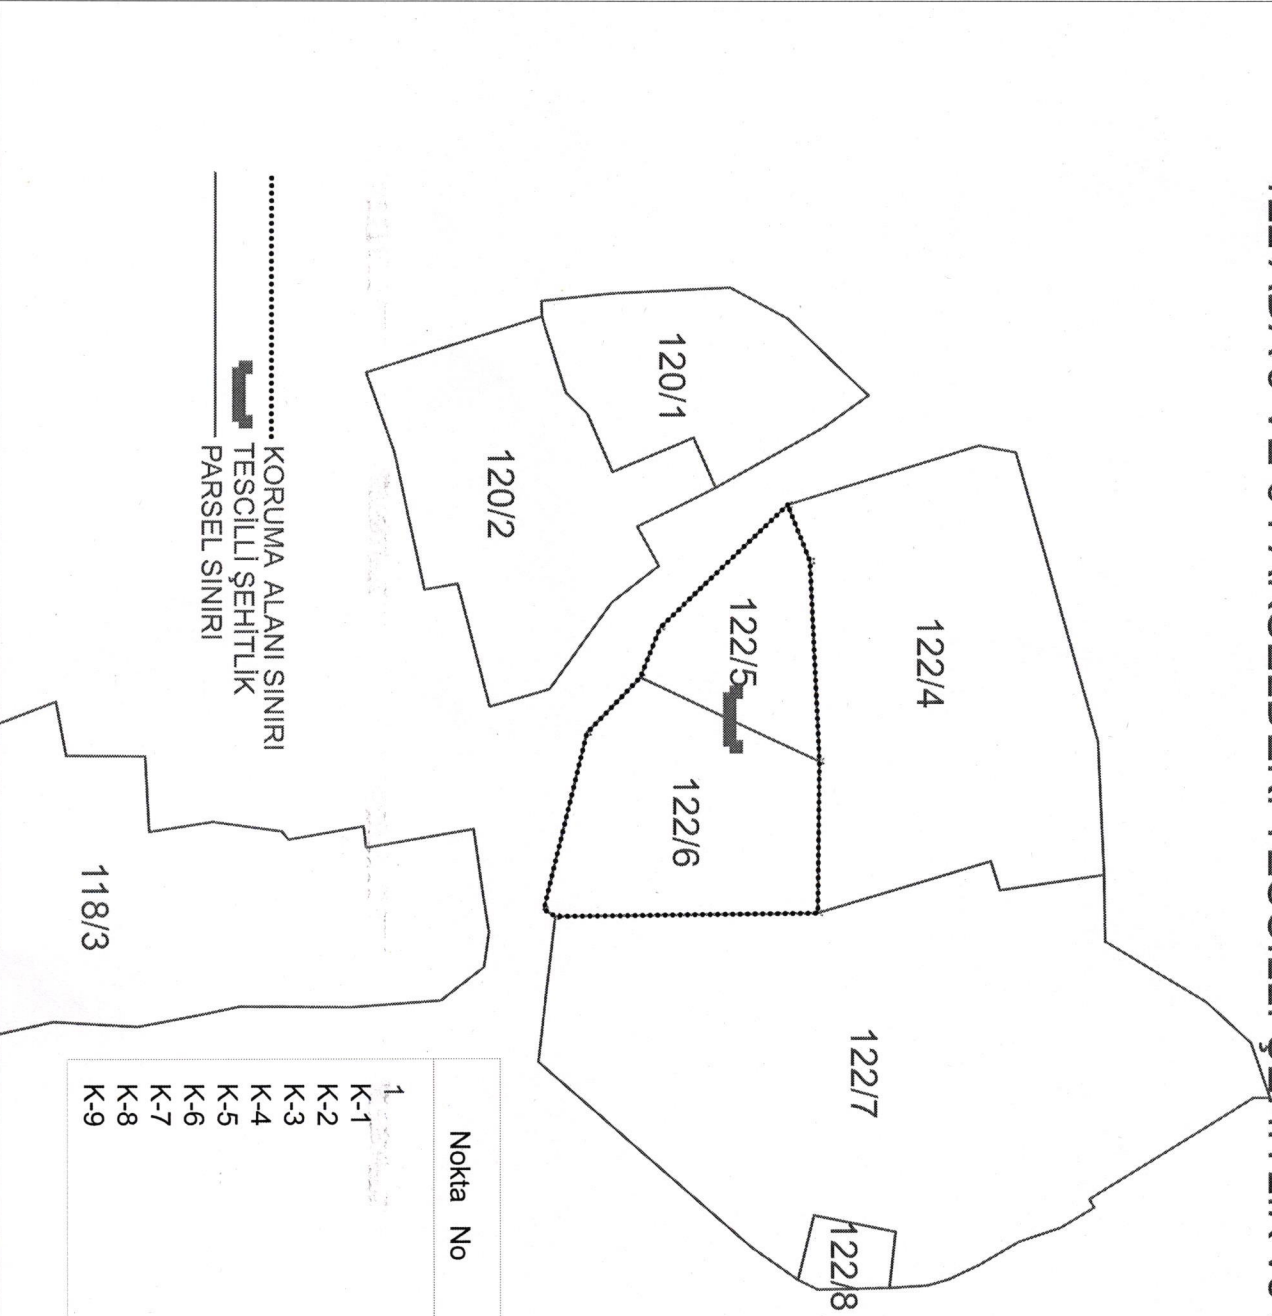 120/1
120/2
122/4
122/5
122/6
122/7
122/8
118/3
KORUMA ALANI SINIRI
TESCİLLİ ŞEHİTLİK
PARSEL SINIRI
Nokta No
1
K-1
K-2
K-3
K-4
K-5
K-6
K-7
K-8
K-9